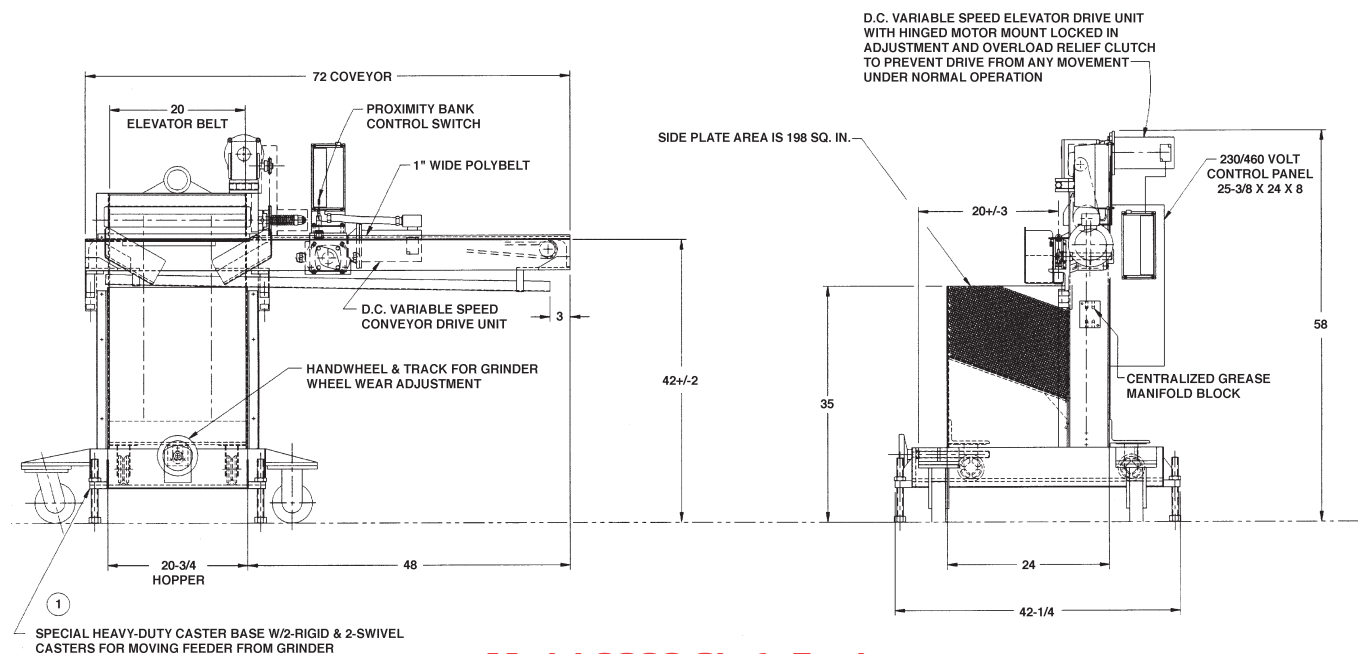 D.C. VARIABLE SPEED ELEVATOR DRIVE UNIT
WITH HINGED MOTOR MOUNT LOCKED IN
ADJUSTMENT AND OVERLOAD RELIEF CLUTCH
TO PREVENT DRIVE FROM ANY MOVEMENT
UNDER NORMAL OPERATION
72 COVEYOR
20
ELEVATOR BELT
PROXIMITY BANK
CONTROL SWITCH
1" WIDE POLYBELT
SIDE PLATE AREA IS 198 SQ. IN.
230/460 VOLT
CONTROL PANEL
25-3/8 X 24 X 8
20+/-3
D.C. VARIABLE SPEED
CONVEYOR DRIVE UNIT
3
58
HANDWHEEL & TRACK FOR GRINDER
WHEEL WEAR ADJUSTMENT
42+/-2
35
CENTRALIZED GREASE
MANIFOLD BLOCK
20-3/4
HOPPER
48
24
42-1/4
1
SPECIAL HEAVY-DUTY CASTER BASE W/2-RIGID & 2-SWIVEL
CASTERS FOR MOVING FEEDER FROM GRINDER